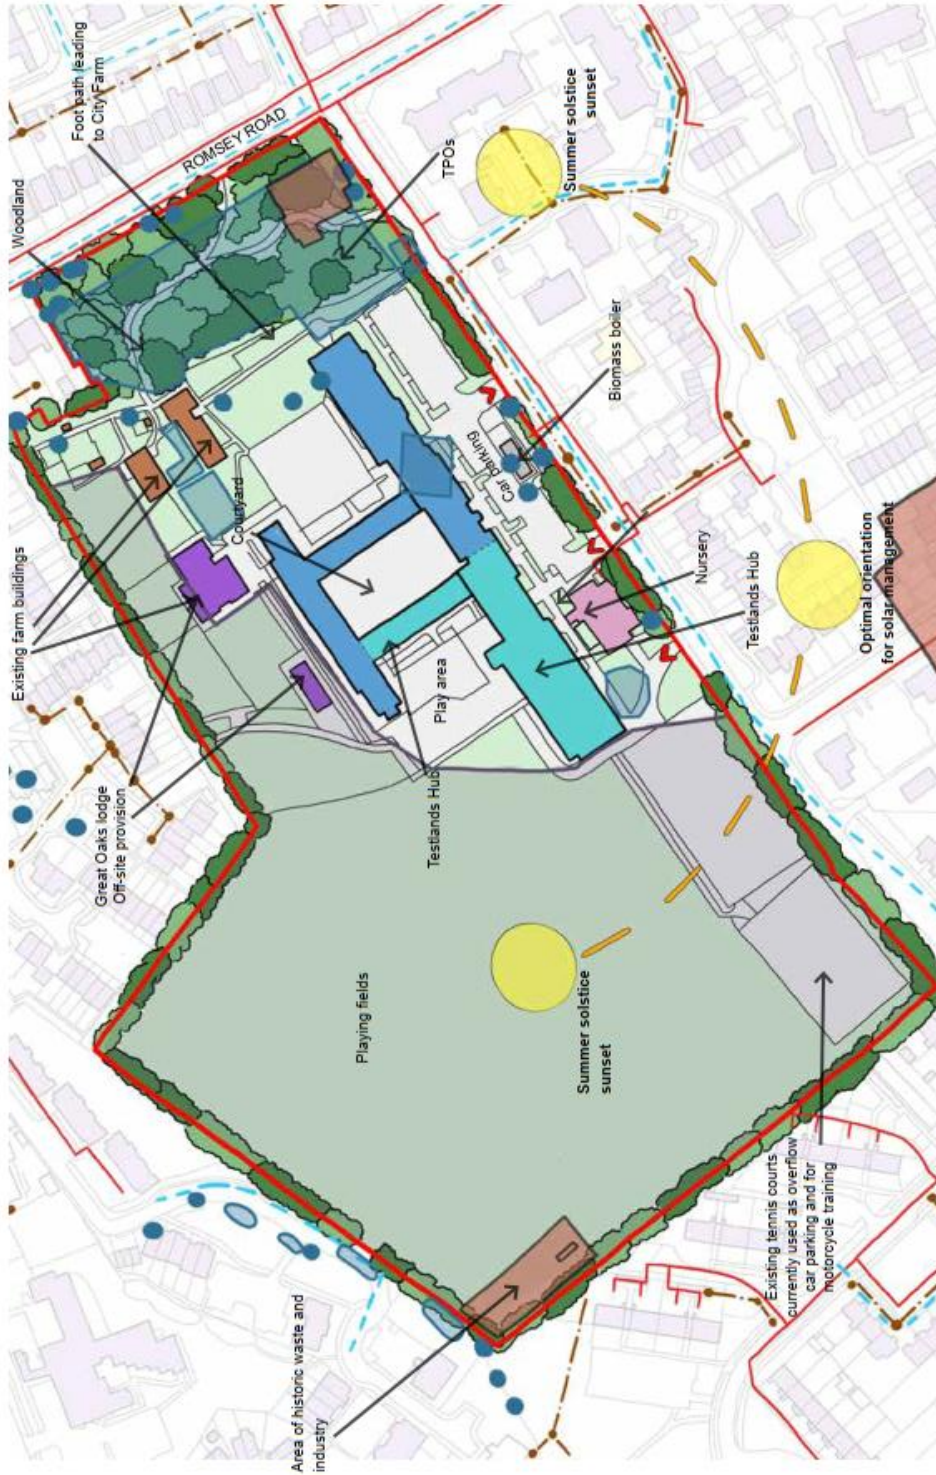 Area of historic waste and
industry
Great Oaks lodge
Off-site provision
Existing farm buildings
Woodland
Foot path leading
to City Farm
ROMSEY ROAD
TPOs
Courtyard
Playing fields
Testlands Hub
Play area
Car parking
Summer solstice
sunset
Summer solstice
sunset
Biomass boiler
Nursery
Testlands Hub
Existing tennis courts
currently used as overflow
car parking and for
motorcycle training
Optimal orientation
for solar management